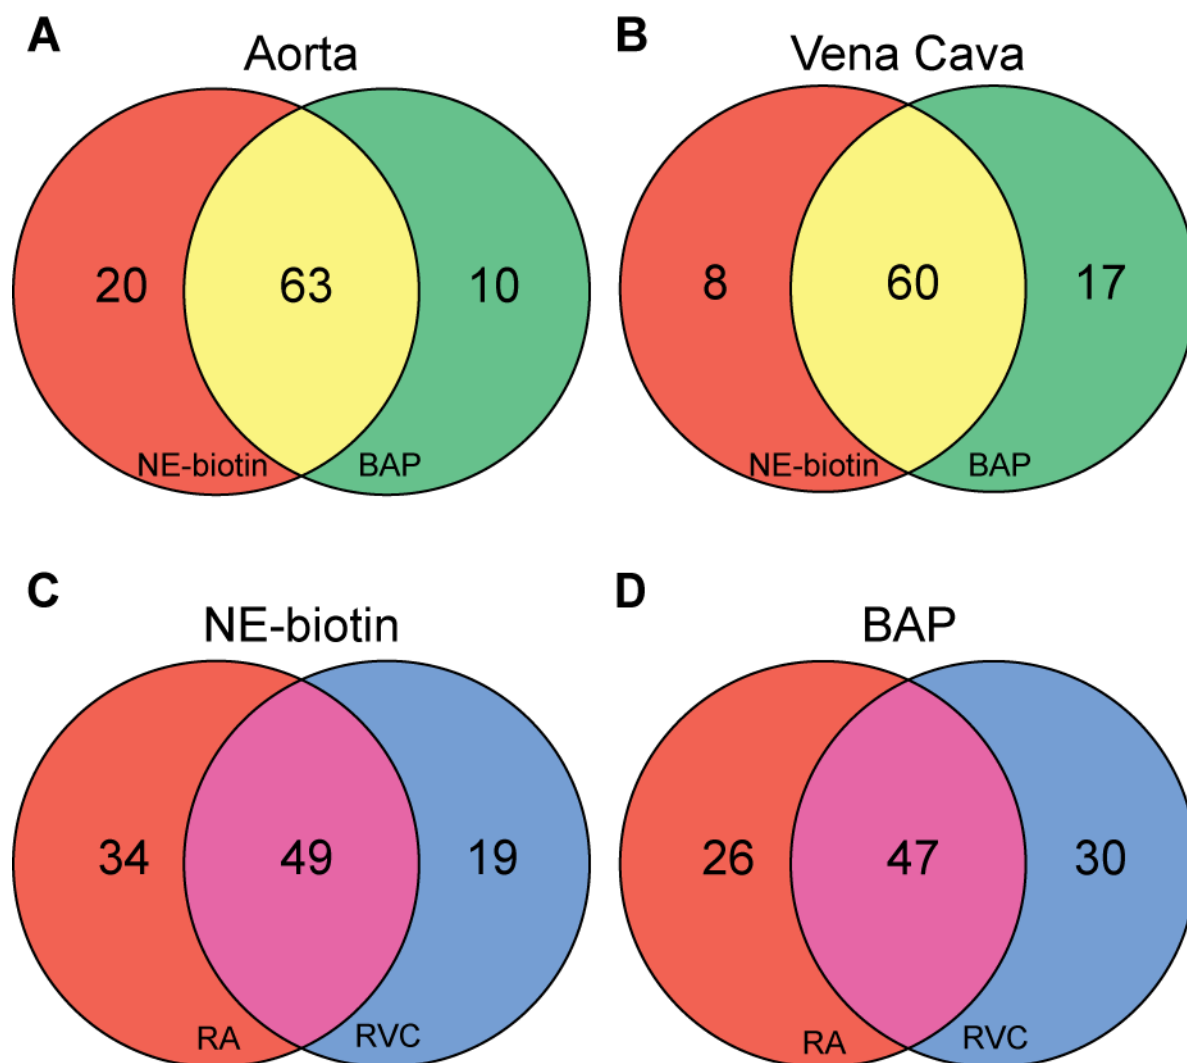 A
Aorta
20
63
10
NE-biotin
BAP
B
Vena Cava
8
60
17
NE-biotin
BAP
C
NE-biotin
34
49
19
RA
RVC
D
BAP
26
47
30
RA
RVC